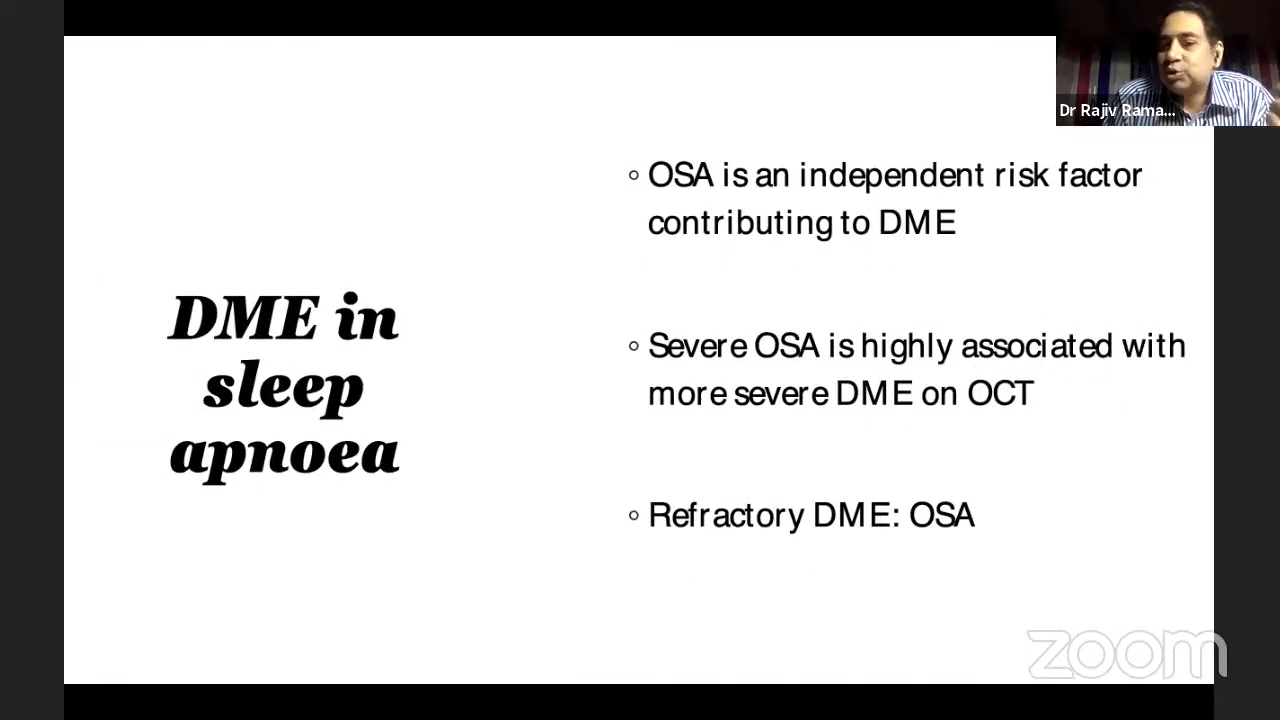 Dr Rajiv Rama...
DME in
sleep
apnoea
◦ OSA is an independent risk factor
contributing to DME
◦ Severe OSA is highly associated with
more severe DME on OCT
◦ Refractory DME: OSA
zoom